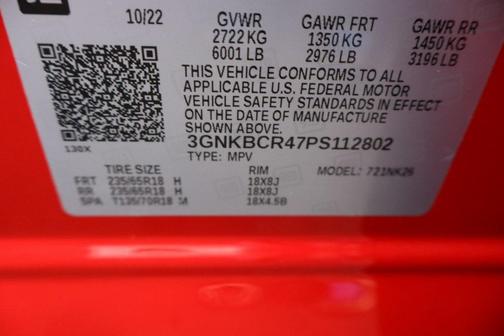 10/22 GVWR GAWR FRT GAWR RR
2722 KG 1350 KG 1450 KG
6001 LB 2976 LB 3196 LB
THIS VEHICLE CONFORMS TO ALL
APPLICABLE U.S. FEDERAL MOTOR
VEHICLE SAFETY STANDARDS IN EFFECT
ON THE DATE OF MANUFACTURE
SHOWN ABOVE.
3GNKBCR47PS112802
130X TYPE: MPV MODEL: 721NK26
TIRE SIZE RIM
FRT 235/65R18 H 18X8J
RR 235/65R18 H 18X8J
SPA T135/70R18 M 18X4.5B